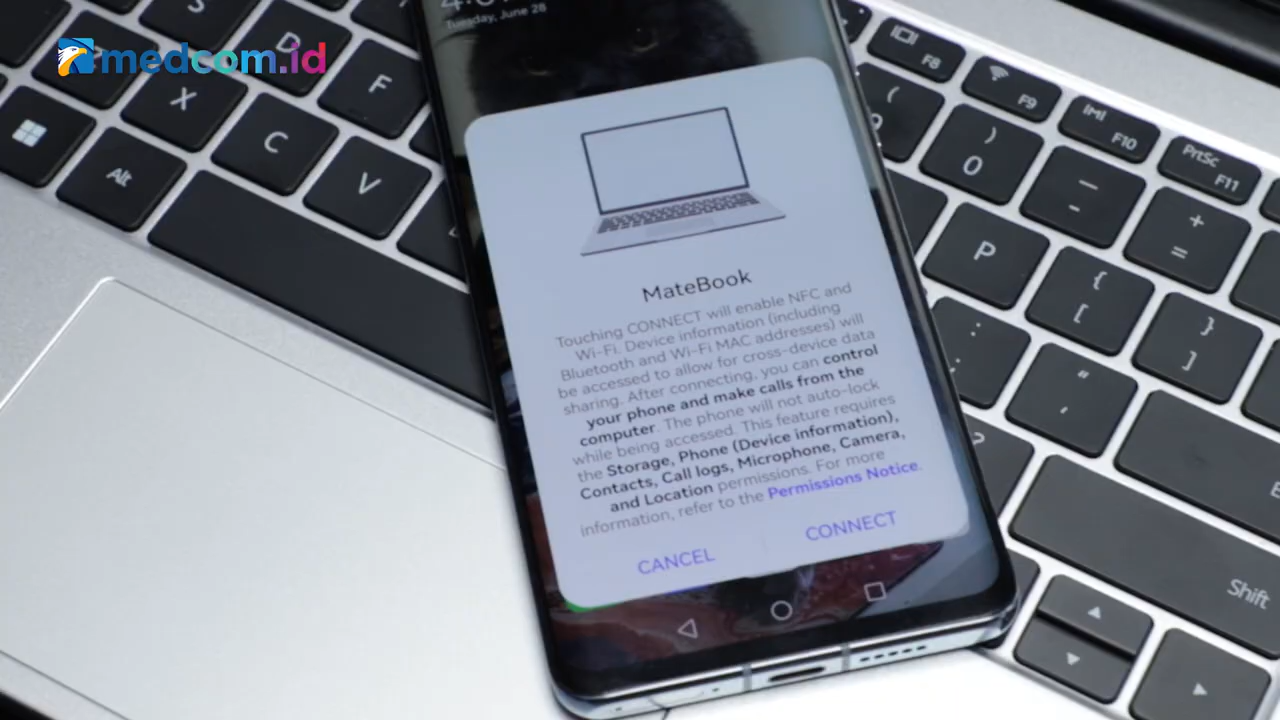 medcom.id
Tuesday, June 28
MateBook
Touching CONNECT will enable NFC and
Wi-Fi. Device information (including
Bluetooth and Wi-Fi MAC addresses) will
be accessed to allow for cross-device data
sharing. After connecting, you can control
your phone and make calls from the
computer. The phone will not auto-lock
while being accessed. This feature requires
the Storage, Phone (Device information),
Contacts, Call logs, Microphone, Camera,
and Location permissions. For more
information, refer to the Permissions Notice.
CANCEL
CONNECT
F8
F9
F10
PrtSc
F11
D
F
X
C
V
Alt
(
9
)
0
—
-
+
=
P
{
[
}
]
:
;
"
'
?
Shift